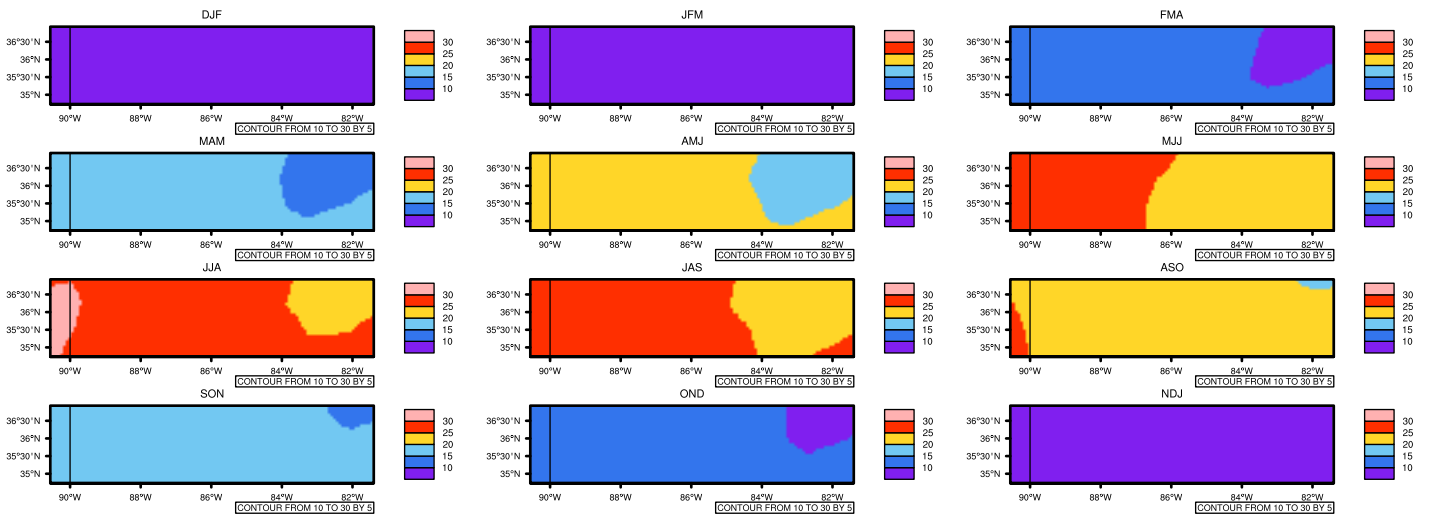 DJF JFM FMA
36°30'N 30 36°30'N 30 36°30'N 30
25 25 25
36°N 20 36°N 20 36°N 20
35°30'N 15 35°30'N 15 35°30'N 15
35°N 10 35°N 10 35°N 10
90°W 88°W 86°W 84°W 82°W 90°W 88°W 86°W 84°W 82°W 90°W 88°W 86°W 84°W 82°W
CONTOUR FROM 10 TO 30 BY 5 CONTOUR FROM 10 TO 30 BY 5 CONTOUR FROM 10 TO 30 BY 5
MAM AMJ MJJ
36°30'N 30 36°30'N 30 36°30'N 30
25 25 25
36°N 20 36°N 20 36°N 20
35°30'N 15 35°30'N 15 35°30'N 15
35°N 10 35°N 10 35°N 10
90°W 88°W 86°W 84°W 82°W 90°W 88°W 86°W 84°W 82°W 90°W 88°W 86°W 84°W 82°W
CONTOUR FROM 10 TO 30 BY 5 CONTOUR FROM 10 TO 30 BY 5 CONTOUR FROM 10 TO 30 BY 5
JJA JAS ASO
36°30'N 30 36°30'N 30 36°30'N 30
25 25 25
36°N 20 36°N 20 36°N 20
35°30'N 15 35°30'N 15 35°30'N 15
35°N 10 35°N 10 35°N 10
90°W 88°W 86°W 84°W 82°W 90°W 88°W 86°W 84°W 82°W 90°W 88°W 86°W 84°W 82°W
CONTOUR FROM 10 TO 30 BY 5 CONTOUR FROM 10 TO 30 BY 5 CONTOUR FROM 10 TO 30 BY 5
SON OND NDJ
36°30'N 30 36°30'N 30 36°30'N 30
25 25 25
36°N 20 36°N 20 36°N 20
35°30'N 15 35°30'N 15 35°30'N 15
35°N 10 35°N 10 35°N 10
90°W 88°W 86°W 84°W 82°W 90°W 88°W 86°W 84°W 82°W 90°W 88°W 86°W 84°W 82°W
CONTOUR FROM 10 TO 30 BY 5 CONTOUR FROM 10 TO 30 BY 5 CONTOUR FROM 10 TO 30 BY 5